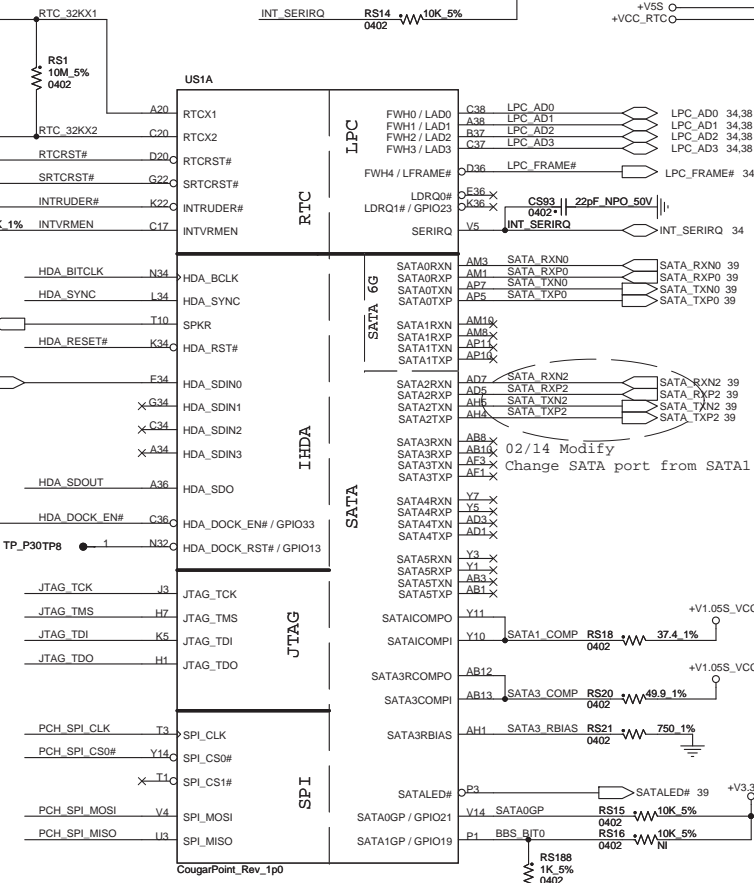 RTC_32KX1
INT_SERIRQ
RS14
10K_5%
0402
+V5S
+VCC_RTC
RS1
10M_5%
0402
US1A
RTC_32KX2
A20
RTCX1
C20
RTCX2
RTCRST#
D20
RTCRST#
SRTCRST#
G22
SRTCRST#
INTRUDER#
K22
INTRUDER#
_1%
INTVRMEN
C17
INTVRMEN
RTC
LPC
FWH0 / LAD0
C38
LPC_AD0
LPC_AD0 34,38
FWH1 / LAD1
A38
LPC_AD1
LPC_AD1 34,38
FWH2 / LAD2
B37
LPC_AD2
LPC_AD2 34,38
FWH3 / LAD3
C37
LPC_AD3
LPC_AD3 34,38
FWH4 / LFRAME#
D36
LPC_FRAME#
LPC_FRAME# 34
LDRQ0#
E36
LDRQ1# / GPIO23
K36
CS93
0402
22pF_NPO_50V
SERIRQ
V5
INT_SERIRQ
INT_SERIRQ 34
HDA_BITCLK
N34
HDA_BCLK
HDA_SYNC
L34
HDA_SYNC
T10
SPKR
HDA_RESET#
K34
HDA_RST#
E34
HDA_SDIN0
G34
HDA_SDIN1
C34
HDA_SDIN2
A34
HDA_SDIN3
HDA_SDOUT
A36
HDA_SDO
HDA_DOCK_EN#
C36
HDA_DOCK_EN# / GPIO33
TP_P30TP8
1
N32
HDA_DOCK_RST# / GPIO13
IHDA
SATA 6G
SATA0RXN
AM3
SATA_RXN0
SATA_RXN0 39
SATA0RXP
AM1
SATA_RXP0
SATA_RXP0 39
SATA0TXN
AP7
SATA_TXN0
SATA_TXN0 39
SATA0TXP
AP5
SATA_TXP0
SATA_TXP0 39
SATA1RXN
AM10
SATA1RXP
AM8
SATA1TXN
AP11
SATA1TXP
AP10
SATA2RXN
AD7
SATA_RXN2
SATA_RXN2 39
SATA2RXP
AD5
SATA_RXP2
SATA_RXP2 39
SATA2TXN
AH5
SATA_TXN2
SATA_TXN2 39
SATA2TXP
AH4
SATA_TXP2
SATA_TXP2 39
02/14 Modify
Change SATA port from SATA1
SATA
SATA3RXN
AB8
SATA3RXP
AB10
SATA3TXN
AF3
SATA3TXP
AF1
SATA4RXN
Y7
SATA4RXP
Y5
SATA4TXN
AD3
SATA4TXP
AD1
SATA5RXN
Y3
SATA5RXP
Y1
SATA5TXN
AB3
SATA5TXP
AB1
JTAG_TCK
J3
JTAG_TCK
JTAG_TMS
H7
JTAG_TMS
JTAG_TDI
K5
JTAG_TDI
JTAG_TDO
H1
JTAG_TDO
JTAG
SATAICOMPO
Y11
SATAICOMPI
Y10
SATA1_COMP
RS18
0402
37.4_1%
+V1.05S_VCC
SATA3RCOMPO
AB12
SATA3COMPI
AB13
SATA3_COMP
RS20
0402
49.9_1%
+V1.05S_VCC
SATA3RBIAS
AH1
SATA3_RBIAS
RS21
0402
750_1%
PCH_SPI_CLK
T3
SPI_CLK
PCH_SPI_CS0#
Y14
SPI_CS0#
T1
SPI_CS1#
PCH_SPI_MOSI
V4
SPI_MOSI
PCH_SPI_MISO
U3
SPI_MISO
SPI
SATALED#
P3
SATALED# 39
+V3.3
SATA0GP / GPIO21
V14
SATA0GP
RS15
0402
10K_5%
SATA1GP / GPIO19
P1
BBS_BIT0
RS16
0402
10K_5%
NI
RS188
1K_5%
0402
CougarPoint_Rev_1p0